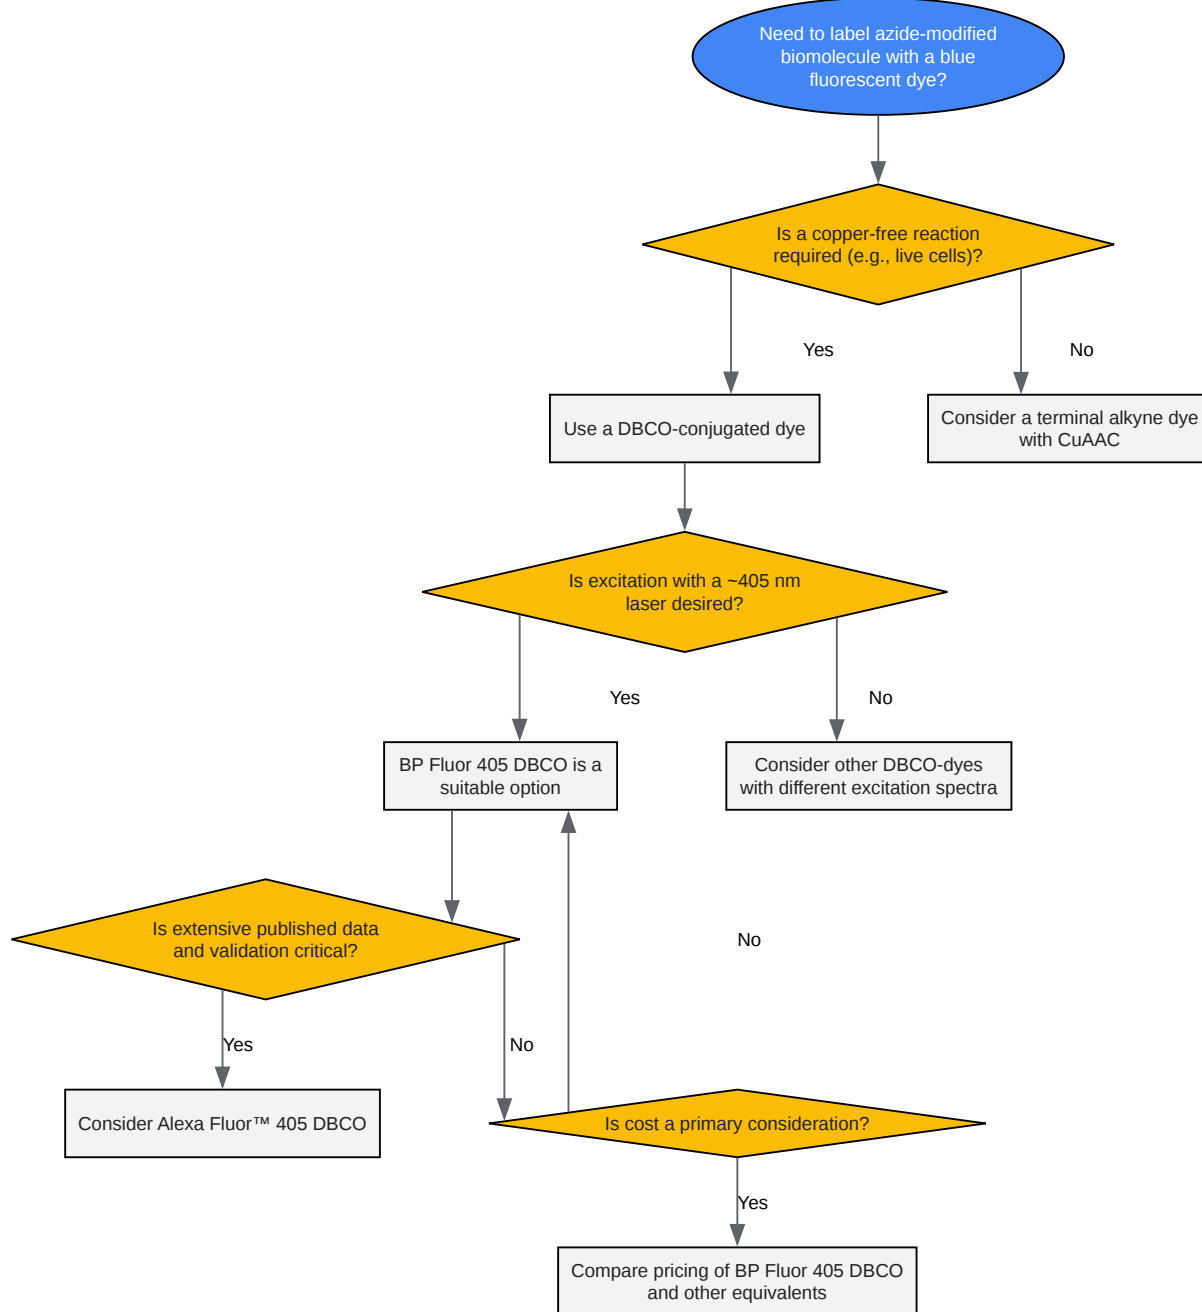 Need to label azide-modified
biomolecule with a blue
fluorescent dye?
Is a copper-free reaction
required (e.g., live cells)?
Yes
No
Use a DBCO-conjugated dye
Consider a terminal alkyne dye
with CuAAC
Is excitation with a ~405 nm
laser desired?
Yes
No
BP Fluor 405 DBCO is a
suitable option
Consider other DBCO-dyes
with different excitation spectra
Is extensive published data
and validation critical?
No
Yes
No
Consider Alexa Fluor™ 405 DBCO
Is cost a primary consideration?
Yes
Compare pricing of BP Fluor 405 DBCO
and other equivalents